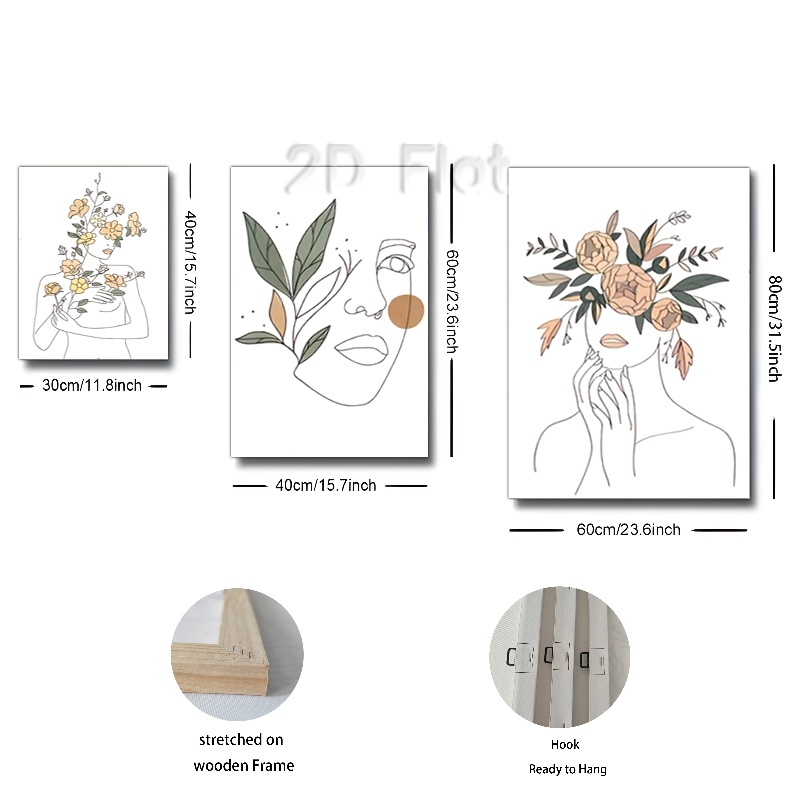 2D Flat
40cm/15.7inch
30cm/11.8inch
60cm/23.6inch
40cm/15.7inch
80cm/31.5inch
60cm/23.6inch
stretched on
wooden Frame
Hook
Ready to Hang